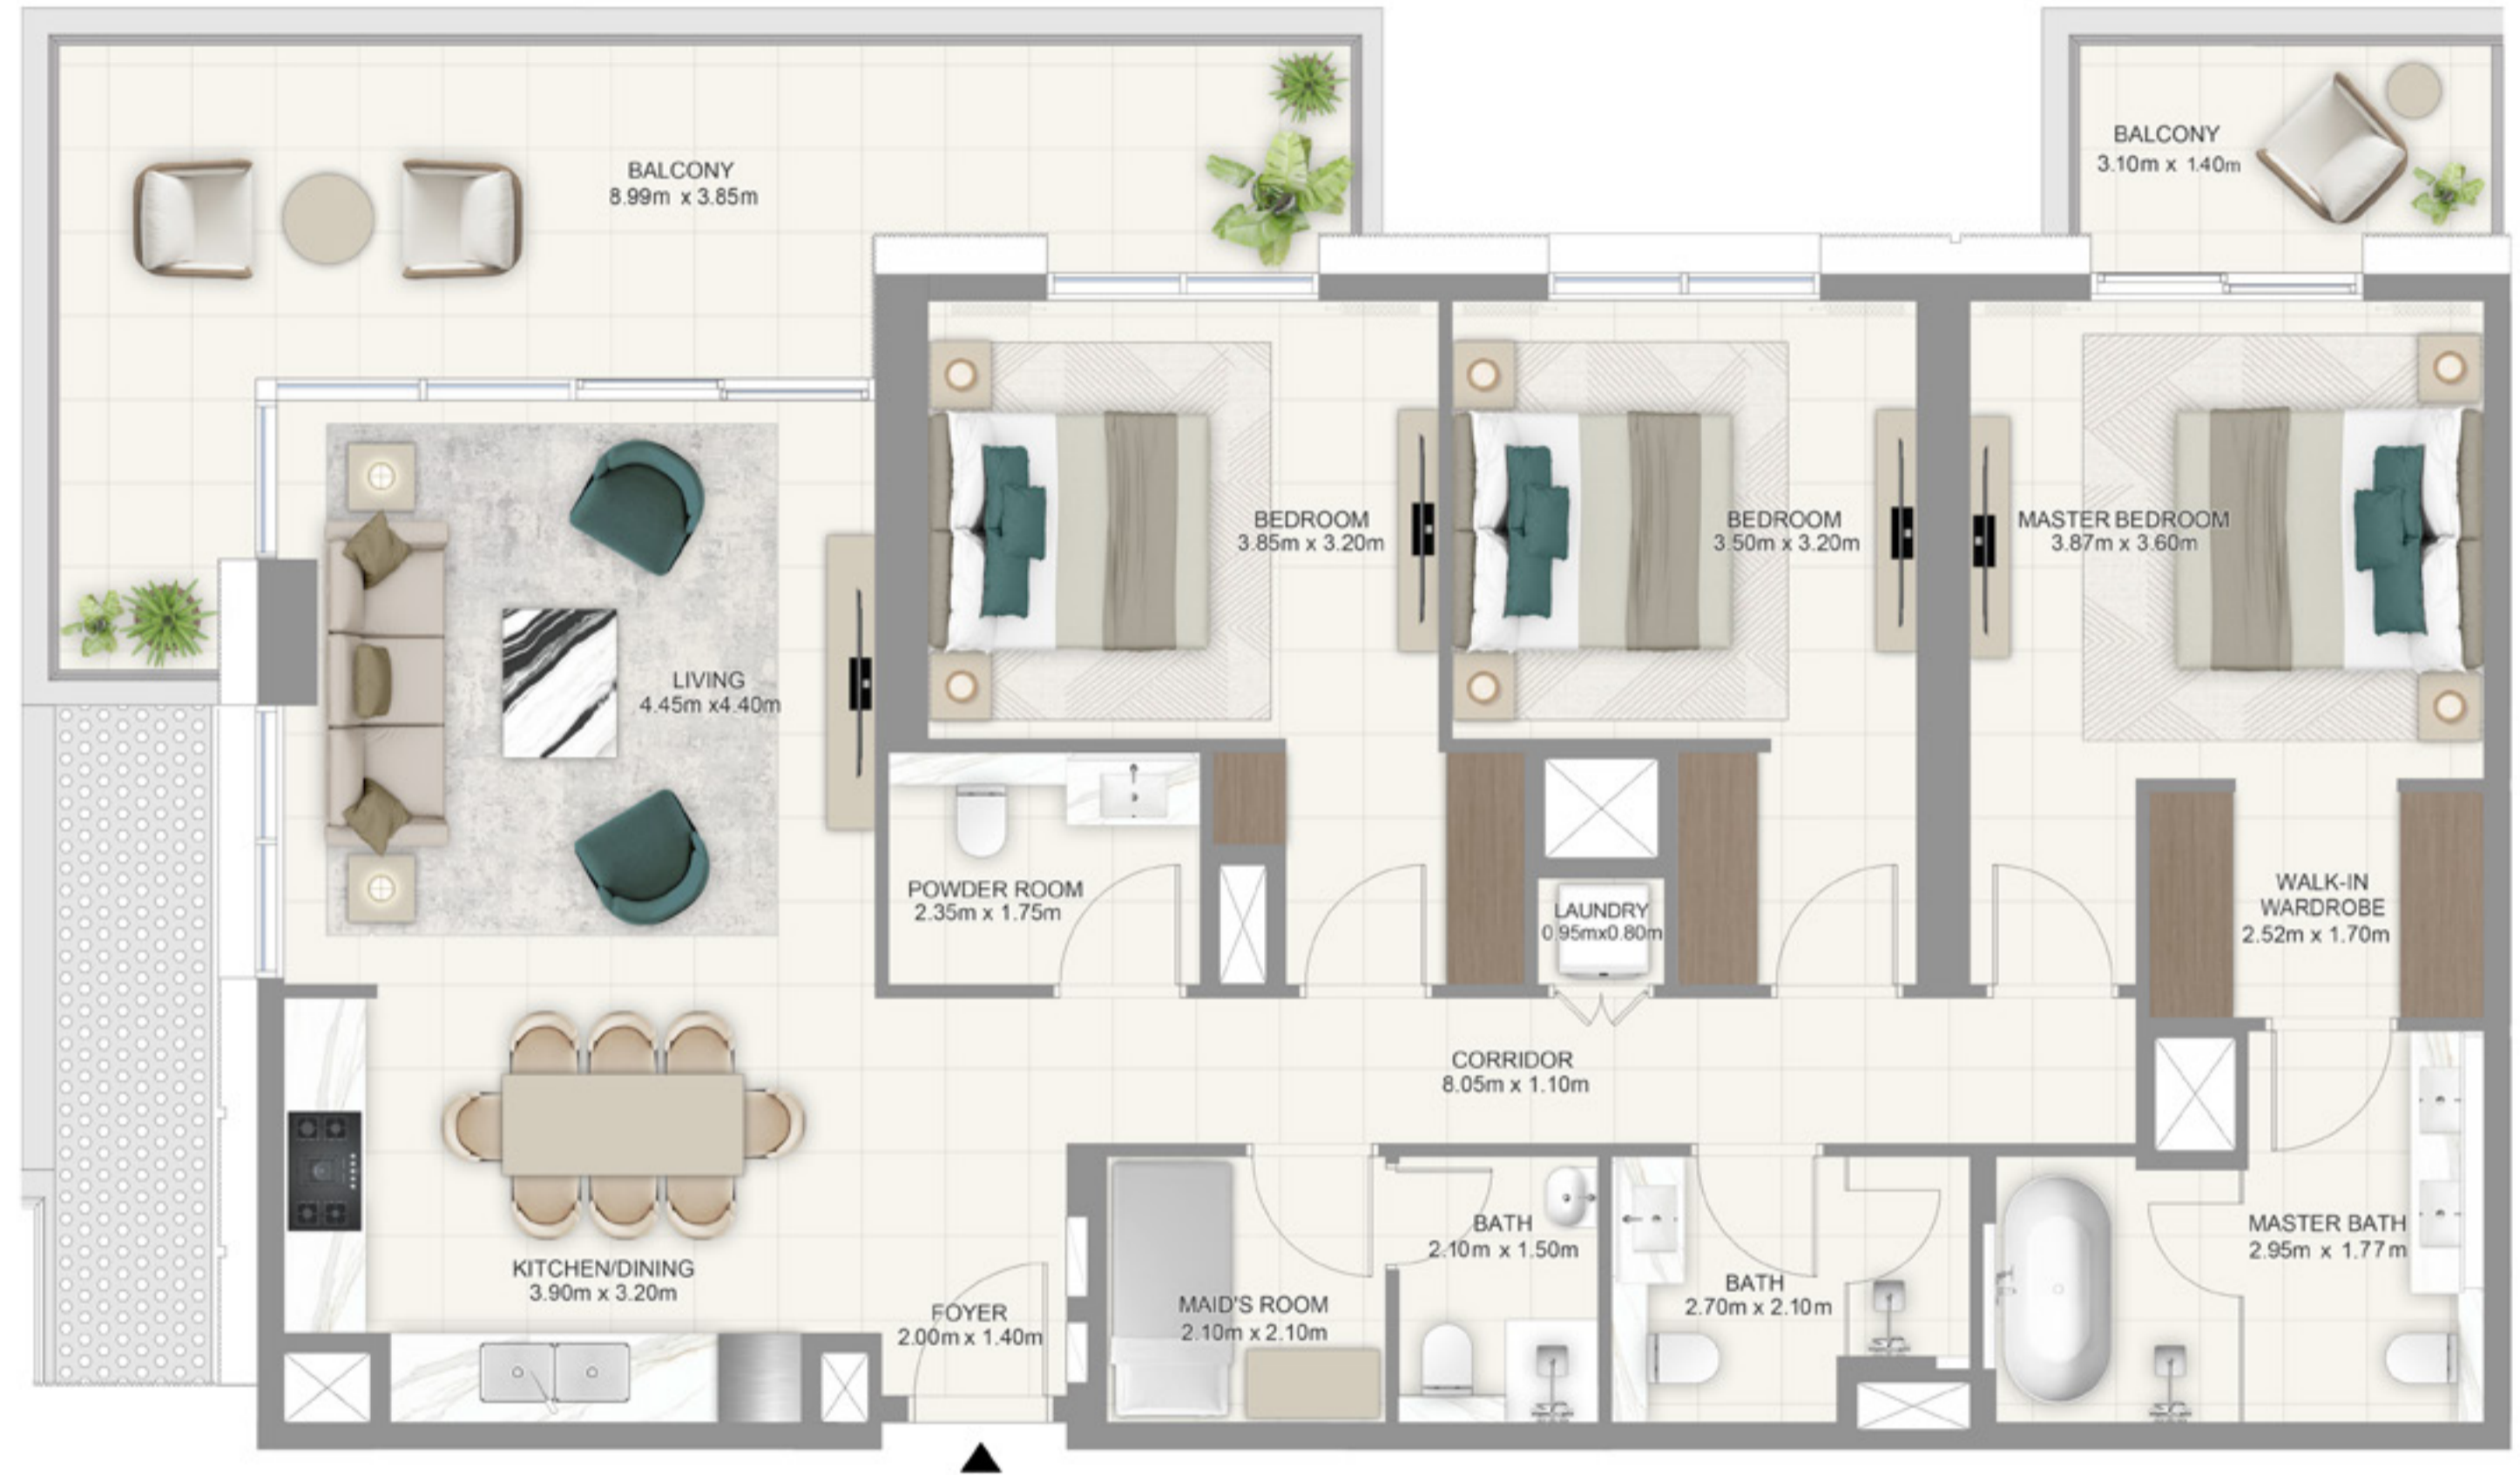 BALCONY
8.99m x 3.85m
BALCONY
3.10m x 1.40m
BEDROOM
3.85m x 3.20m
BEDROOM
3.50m x 3.20m
MASTER BEDROOM
3.87m x 3.60m
LIVING
4.45m x4.40m
POWDER ROOM
2.35m x 1.75m
LAUNDRY
0.95mx0.80m
WALK-IN
WARDROBE
2.52m x 1.70m
CORRIDOR
8.05m x 1.10m
KITCHEN/DINING
3.90m x 3.20m
FOYER
2.00m x 1.40m
MAID'S ROOM
2.10m x 2.10m
BATH
2.10m x 1.50m
BATH
2.70m x 2.10m
MASTER BATH
2.95m x 1.77m